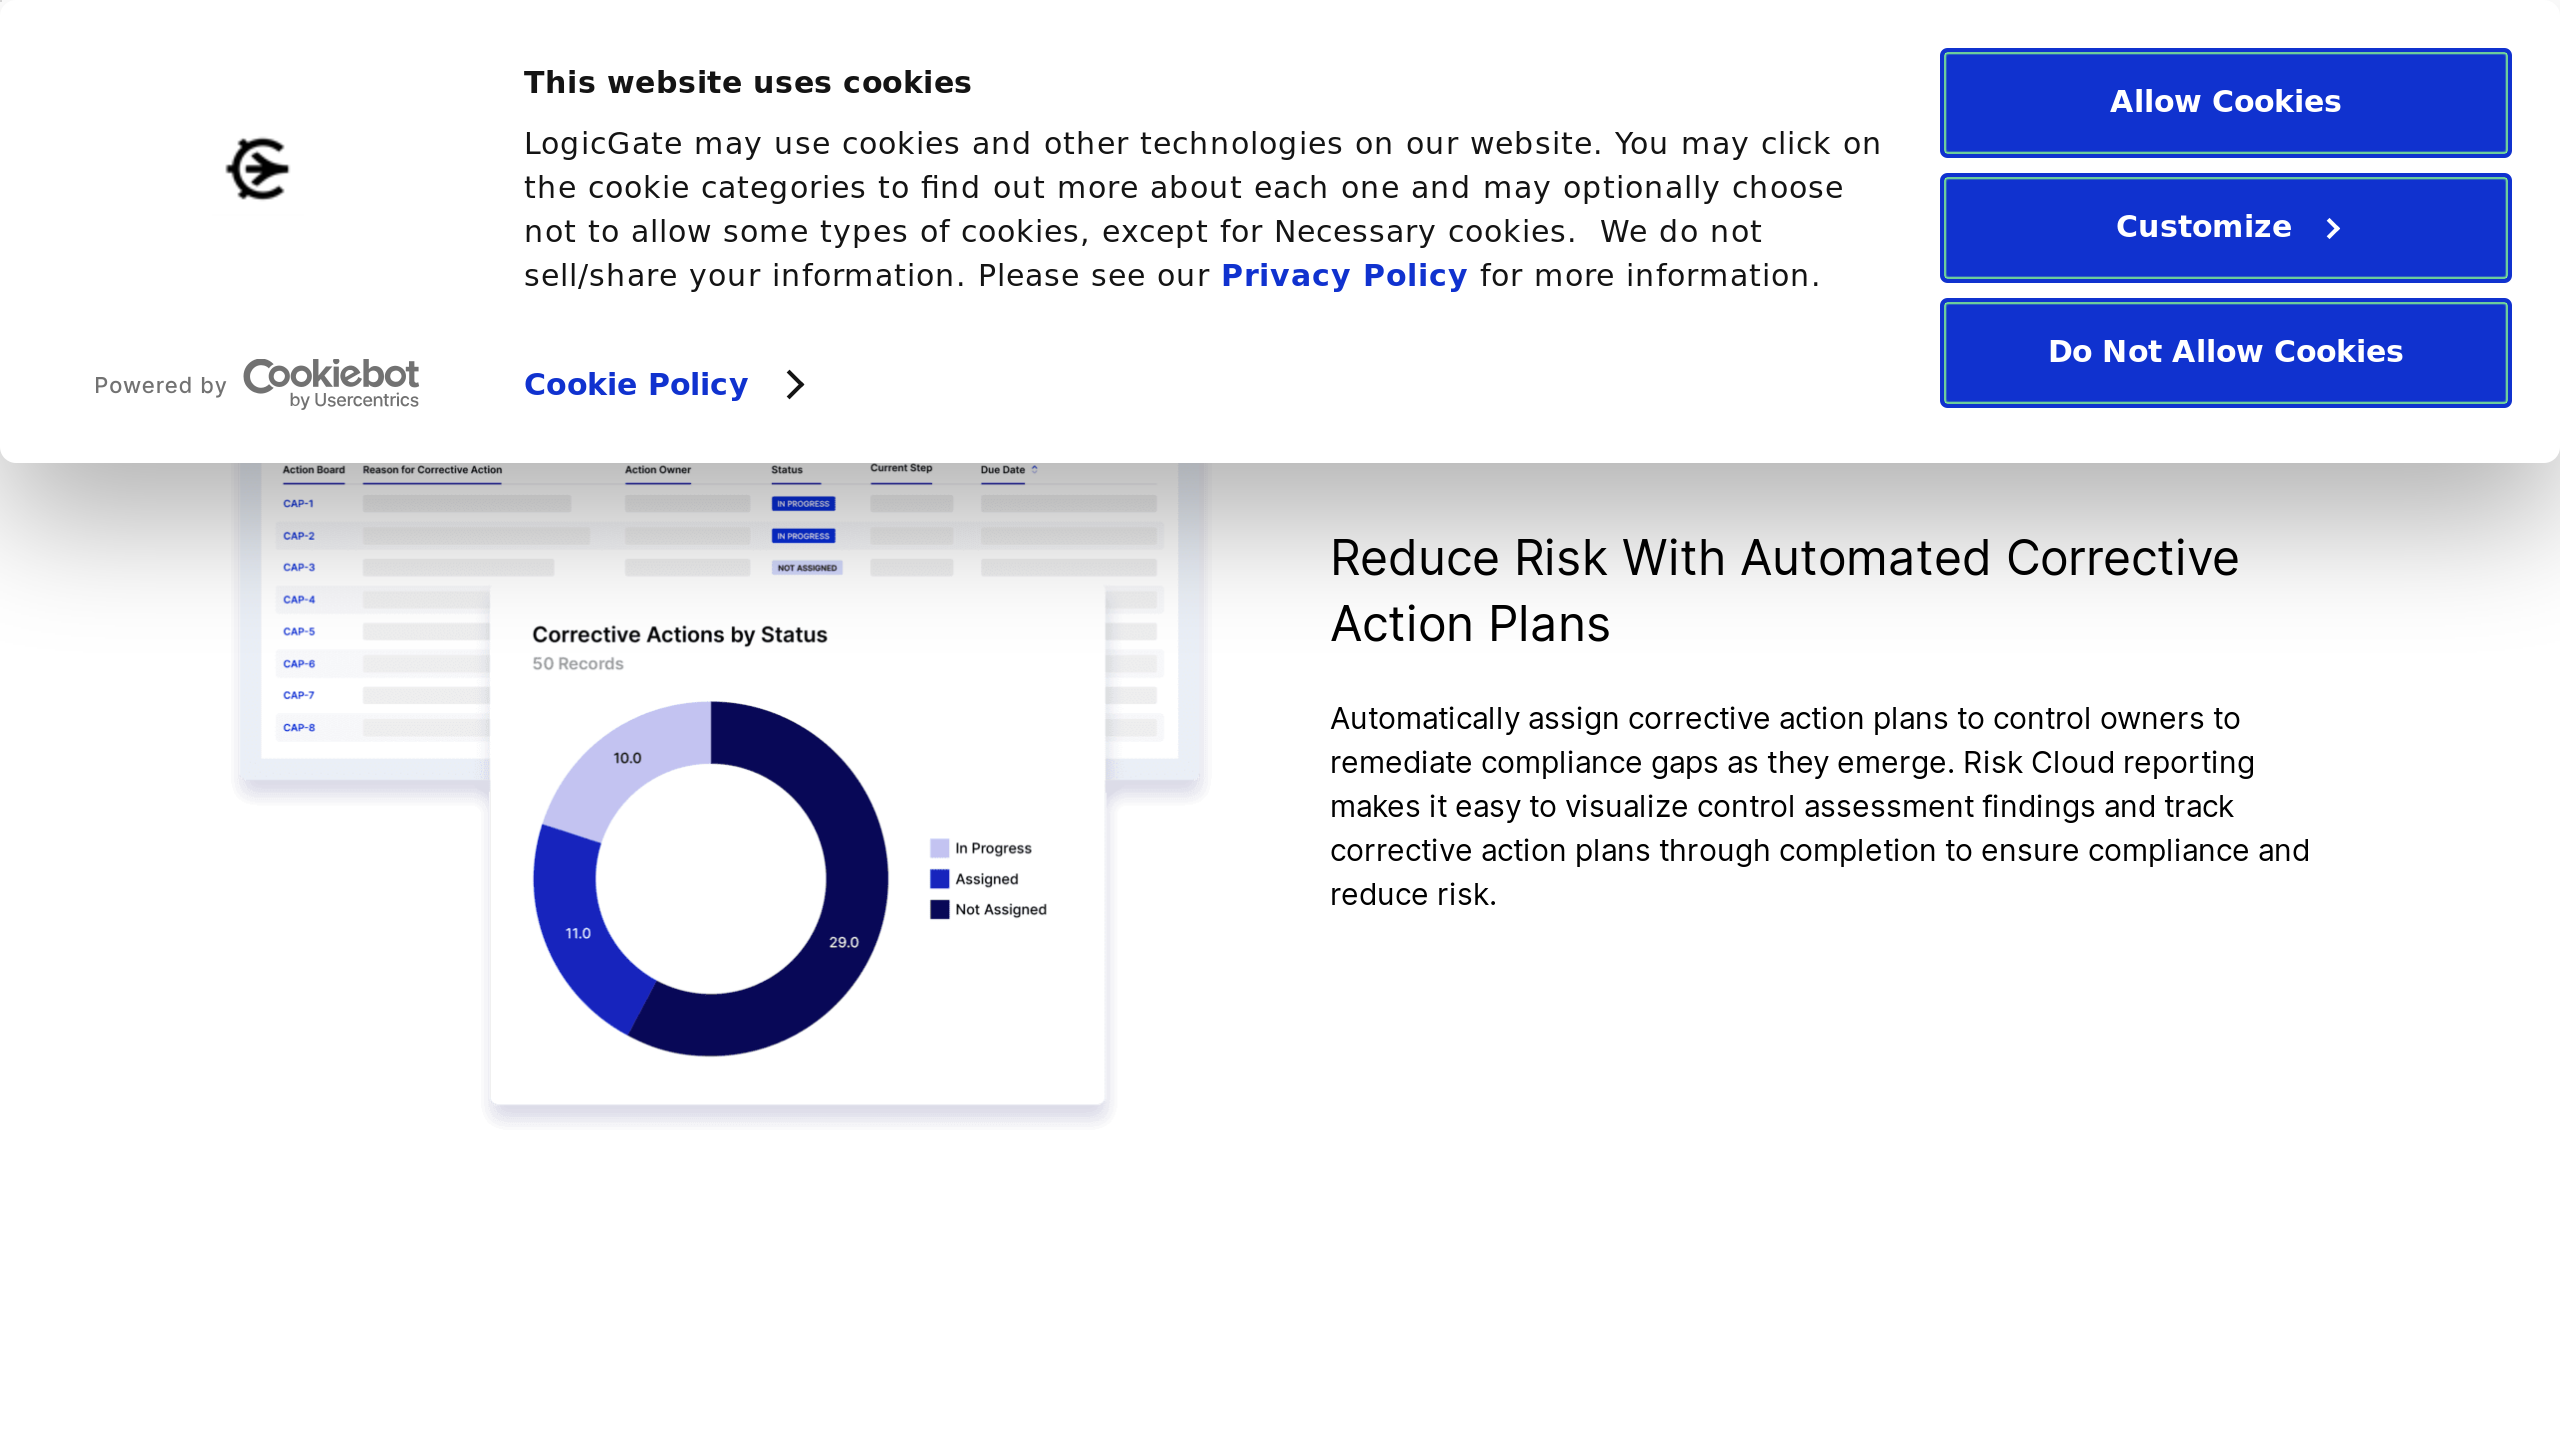 This website uses cookies
LogicGate may use cookies and other technologies on our website. You may click on
the cookie categories to find out more about each one and may optionally choose
not to allow some types of cookies, except for Necessary cookies.  We do not
sell/share your information. Please see our Privacy Policy for more information.
Powered by Cookiebot
by Usercentrics
Cookie Policy
Allow Cookies
Customize
Do Not Allow Cookies
Action Board Reason for Corrective Action Action Owner Status Current Step Due Date
CAP-1 IN PROGRESS
CAP-2 IN PROGRESS
CAP-3 NOT ASSIGNED
CAP-4
CAP-5
CAP-6
CAP-7
CAP-8
Corrective Actions by Status
50 Records
10.0
11.0
29.0
In Progress
Assigned
Not Assigned
Reduce Risk With Automated Corrective
Action Plans
Automatically assign corrective action plans to control owners to
remediate compliance gaps as they emerge. Risk Cloud reporting
makes it easy to visualize control assessment findings and track
corrective action plans through completion to ensure compliance and
reduce risk.